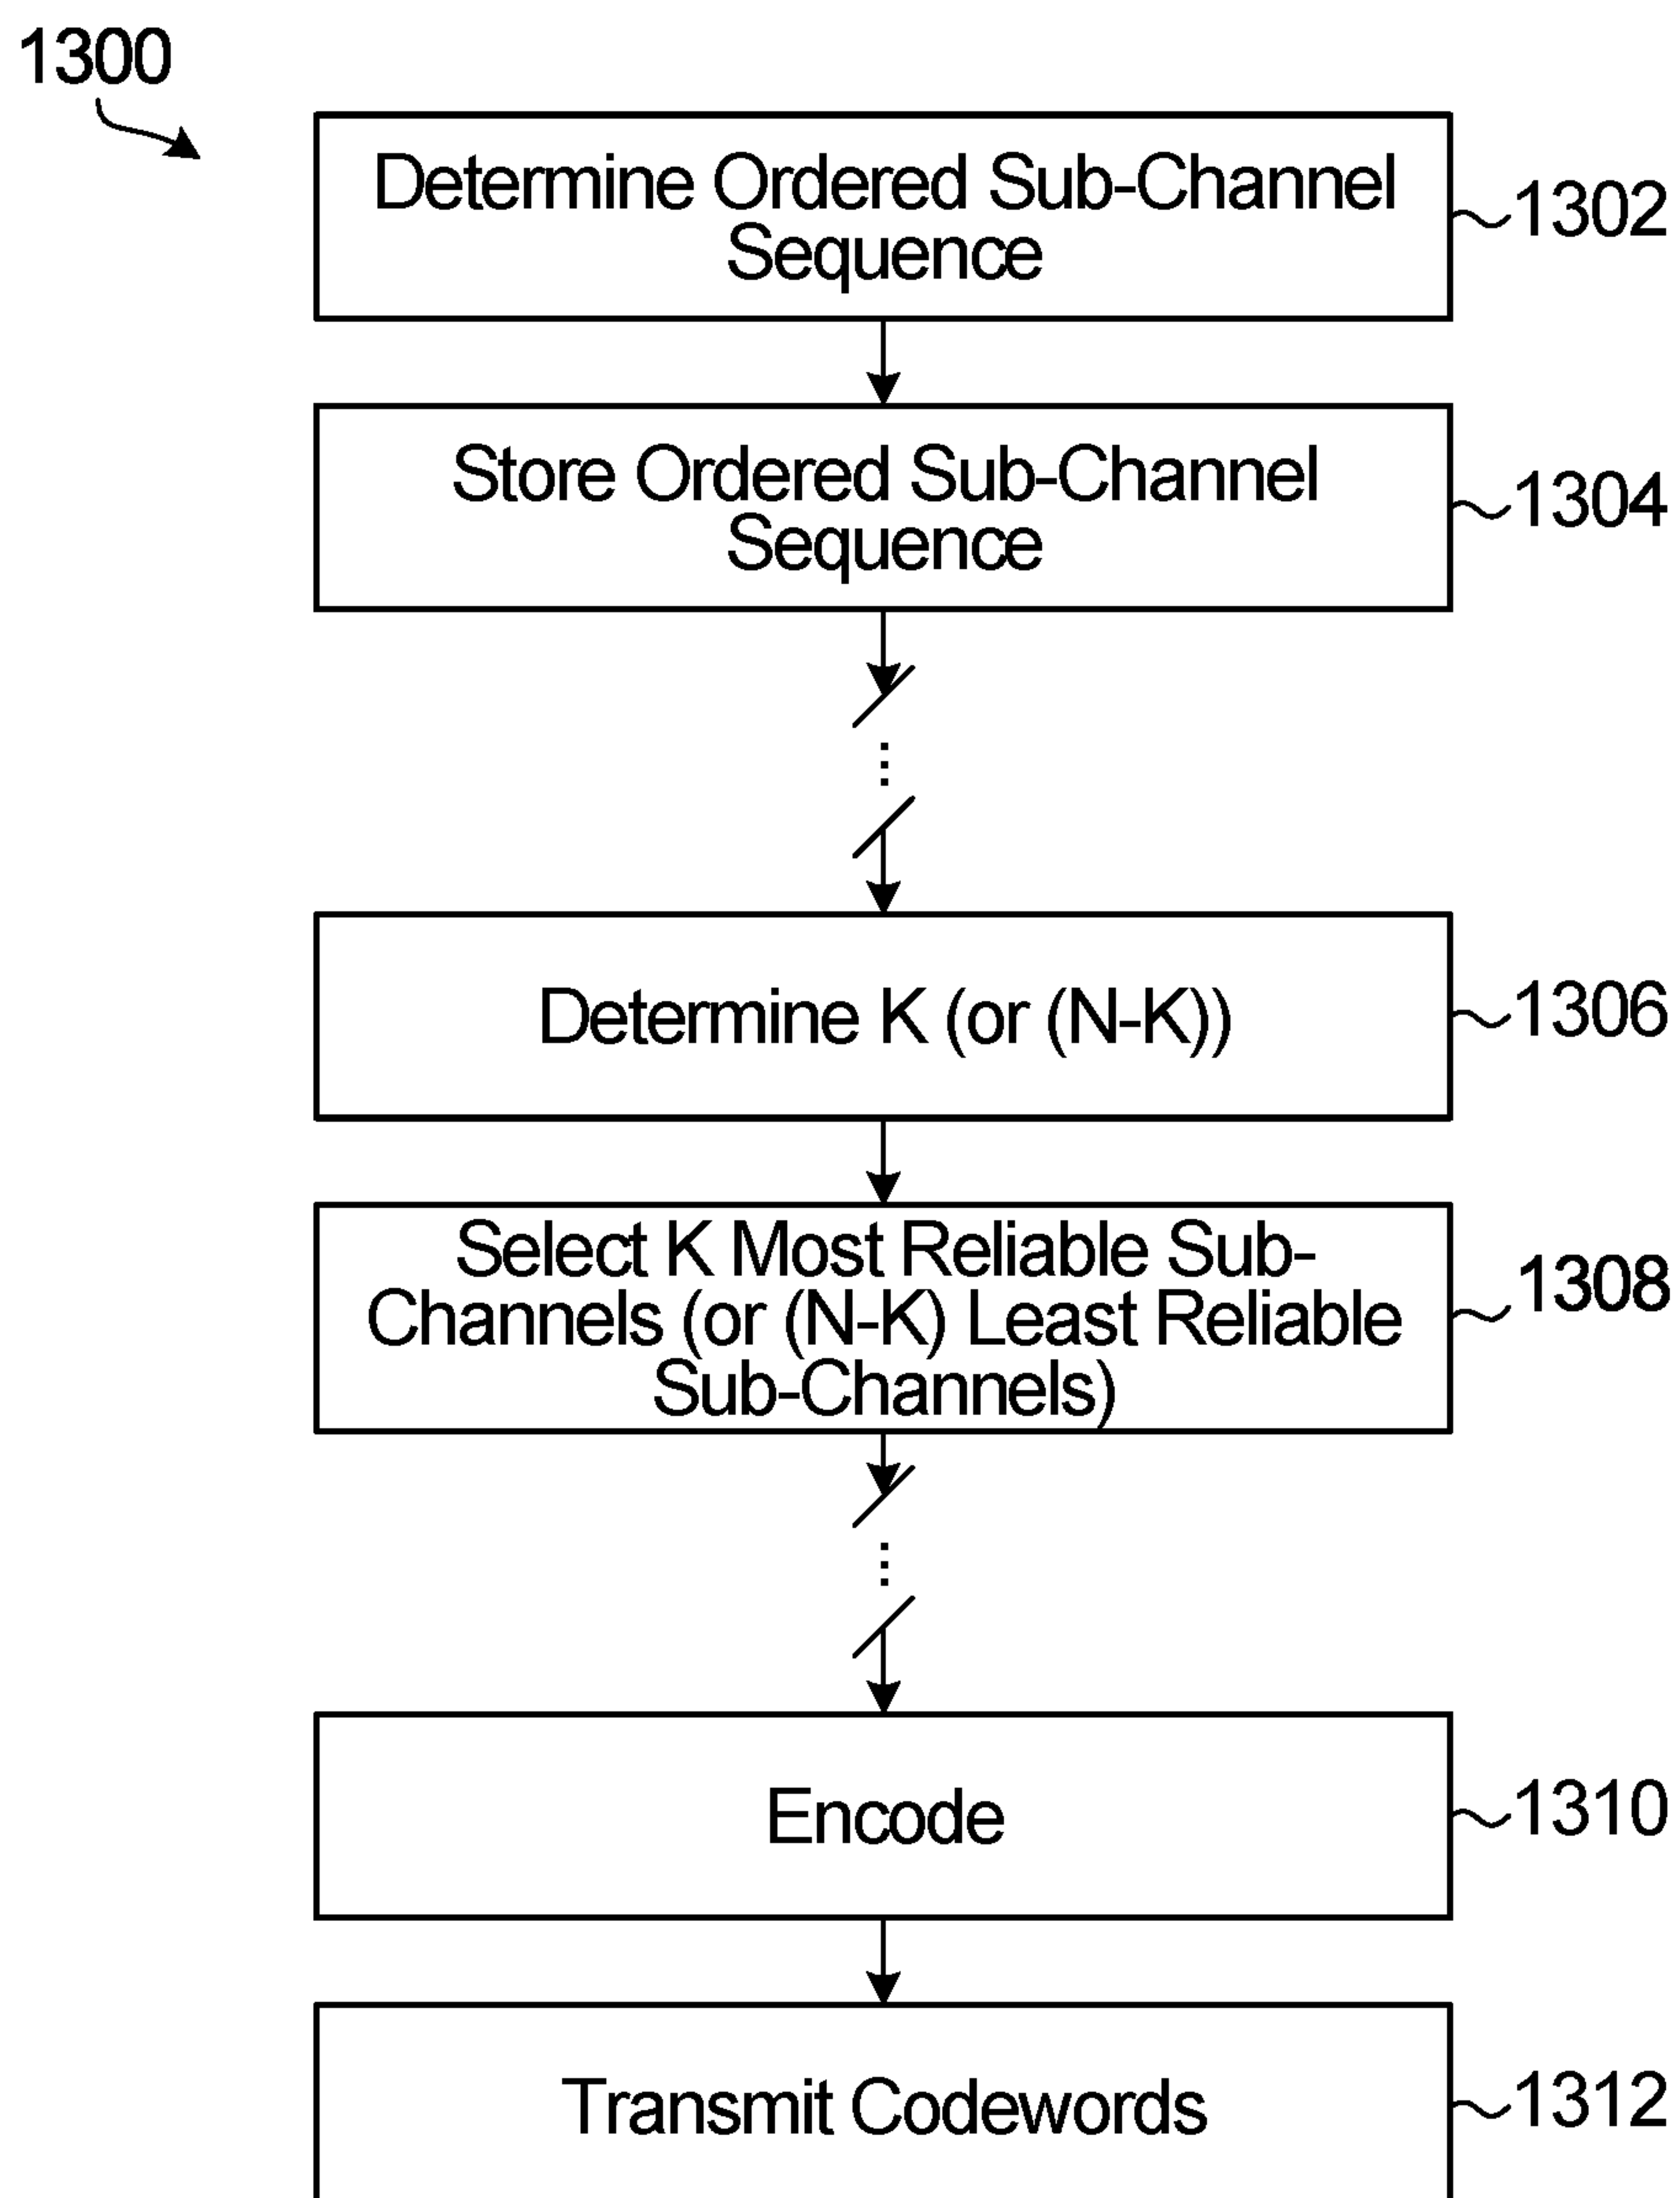 1300
Determine Ordered Sub-Channel
Sequence
1302
Store Ordered Sub-Channel
Sequence
1304
Determine K (or (N-K))
1306
Select K Most Reliable Sub-
Channels (or (N-K) Least Reliable
Sub-Channels)
1308
Encode
1310
Transmit Codewords
1312